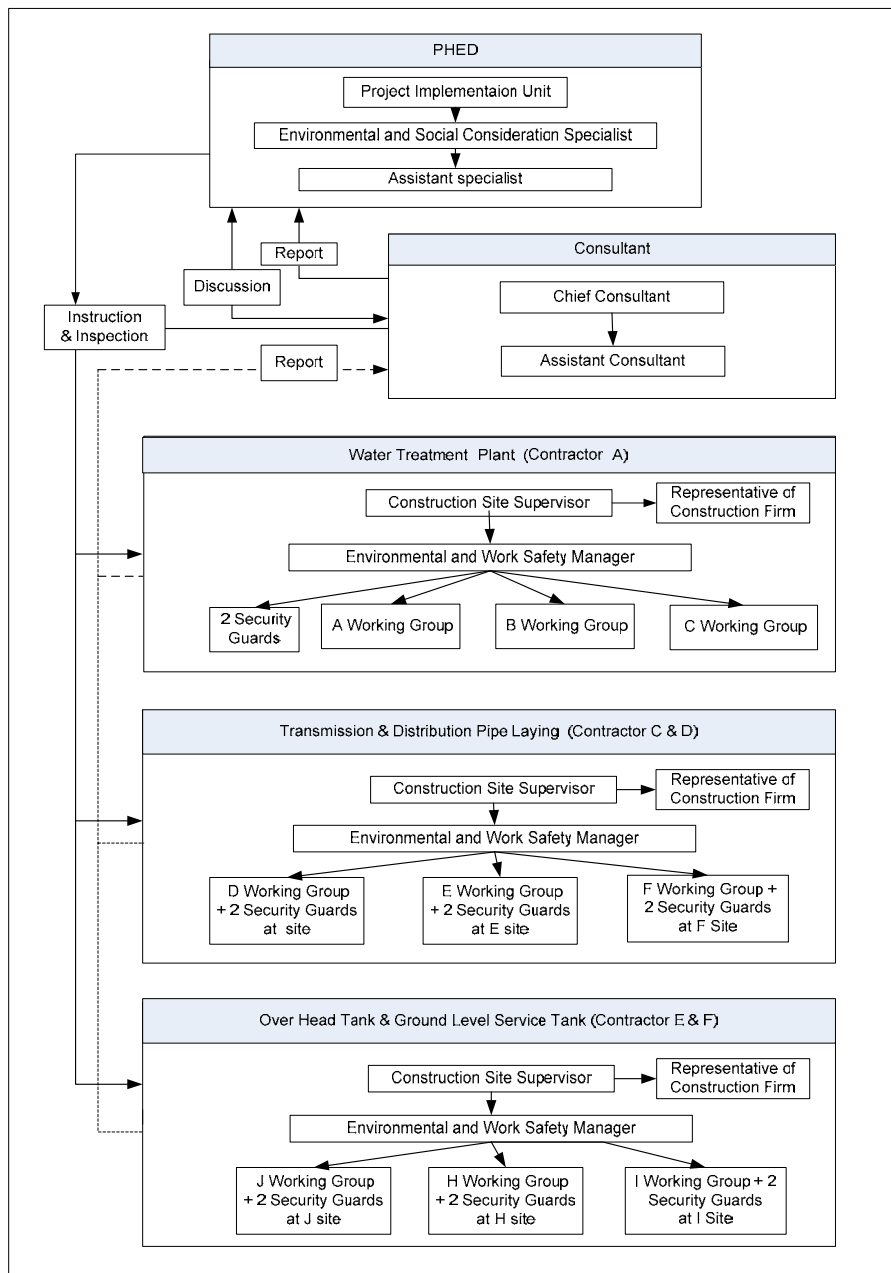 PHED
Project Implementaion Unit
Environmental and Social Consideration Specialist
Assistant specialist
Report
Discussion
Consultant
Chief Consultant
Assistant Consultant
Instruction
& Inspection
Report
Water Treatment Plant (Contractor A)
Construction Site Supervisor
Representative of
Construction Firm
Environmental and Work Safety Manager
2 Security
Guards
A Working Group
B Working Group
C Working Group
Transmission & Distribution Pipe Laying (Contractor C & D)
Construction Site Supervisor
Representative of
Construction Firm
Environmental and Work Safety Manager
D Working Group
+ 2 Security Guards
at site
E Working Group
+ 2 Security Guards
at E site
F Working Group +
2 Security Guards
at F Site
Over Head Tank & Ground Level Service Tank (Contractor E & F)
Construction Site Supervisor
Representative of
Construction Firm
Environmental and Work Safety Manager
J Working Group
+ 2 Security Guards
at J site
H Working Group
+ 2 Security Guards
at H site
I Working Group + 2
Security Guards
at I Site